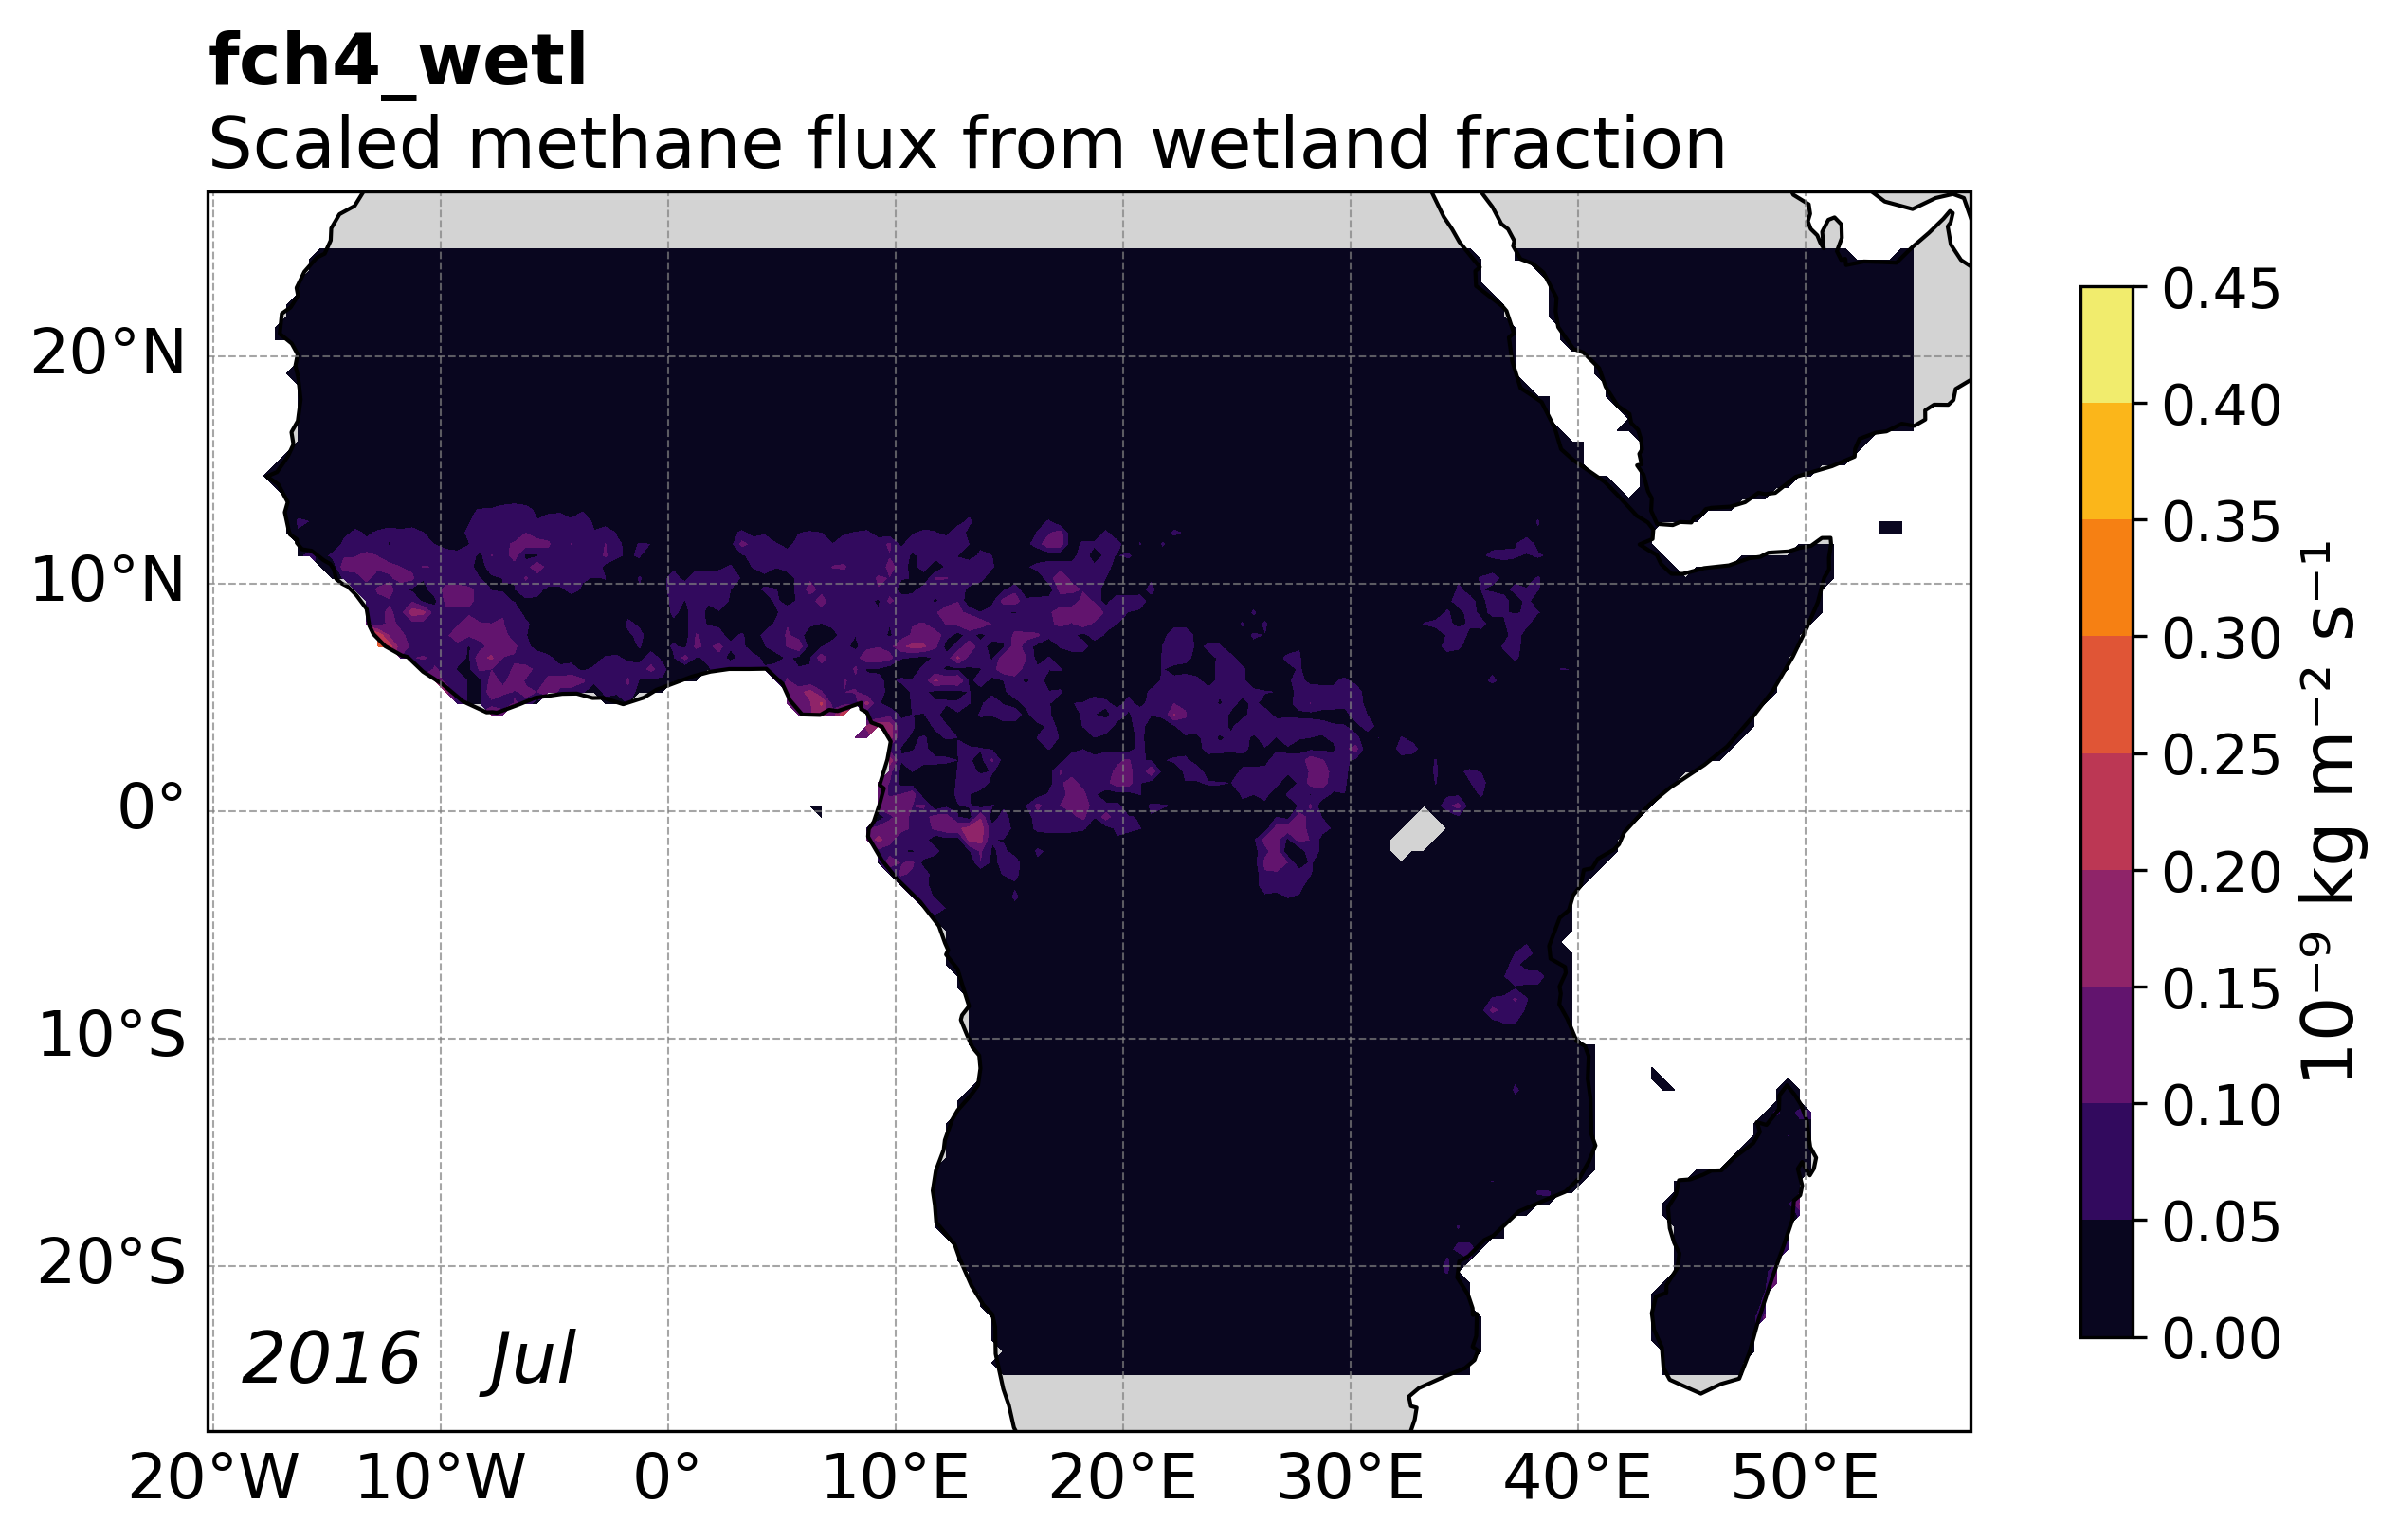 fch4_wetl
Scaled methane flux from wetland fraction
20°N
10°N
0°
10°S
20°S
20°W
10°W
0°
10°E
20°E
30°E
40°E
50°E
2016 Jul
0.45
0.40
0.35
0.30
0.25
0.20
0.15
0.10
0.05
0.00
10⁻⁹ kg m⁻² s⁻¹